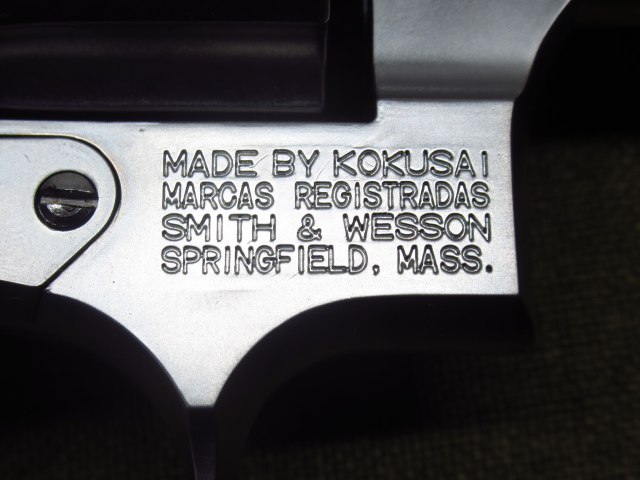 MADE BY KOKUSAI
MARCAS REGISTRADAS
SMITH & WESSON
SPRINGFIELD, MASS.